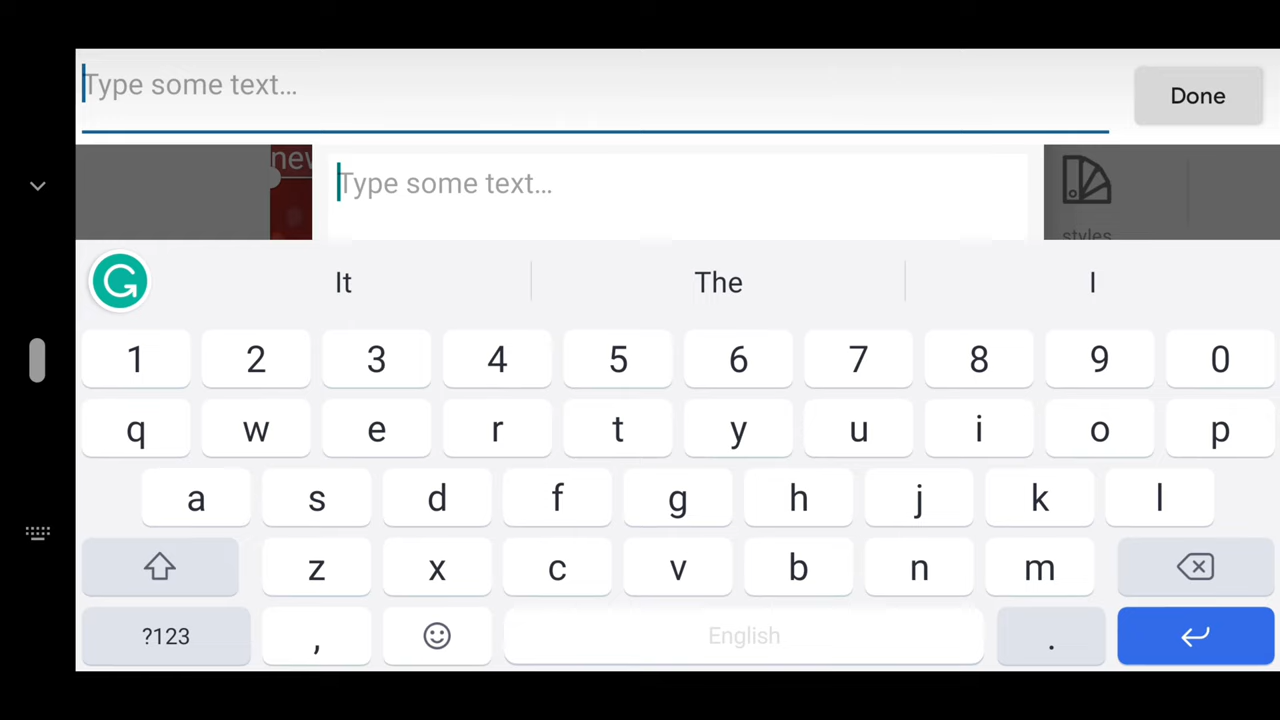 Type some text...
Done
nev
Type some text...
styles
It The I
1 2 3 4 5 6 7 8 9 0
q w e r t y u i o p
a s d f g h j k l
z x c v b n m
?123 , English .